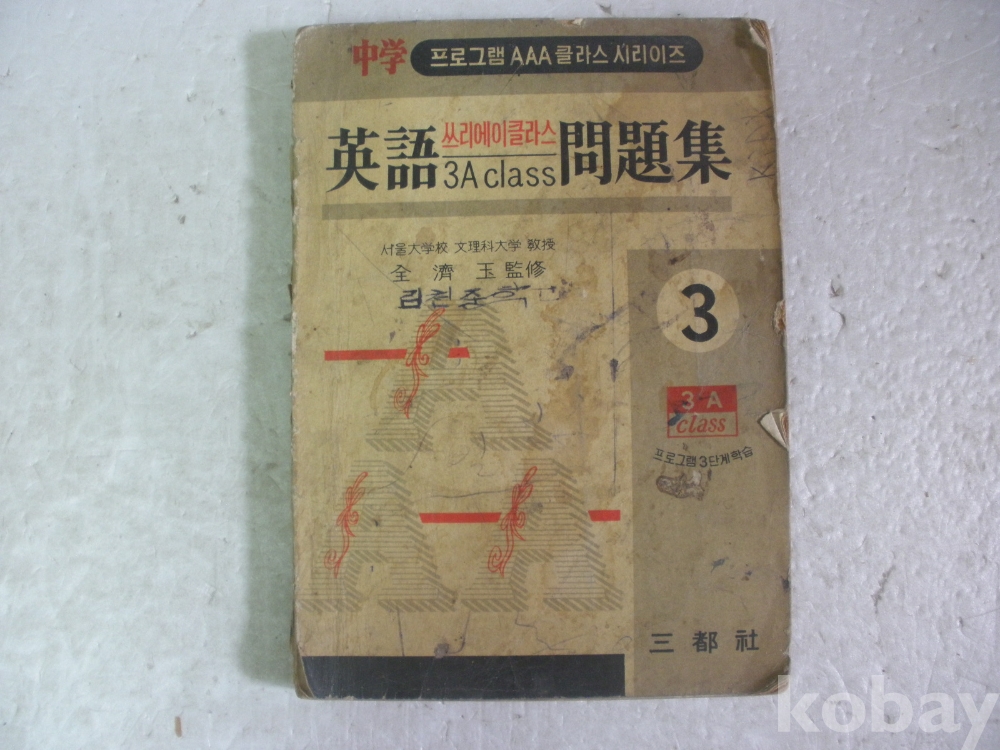 中学 프로그램 AAA 클라스 시리이즈
英語 쓰리에이클라스 3A class 問題集
서울大学校 文理科大学 教授
全濟玉 監修
3
3-A
class
프로그램 3단계학습
三都社
kobay